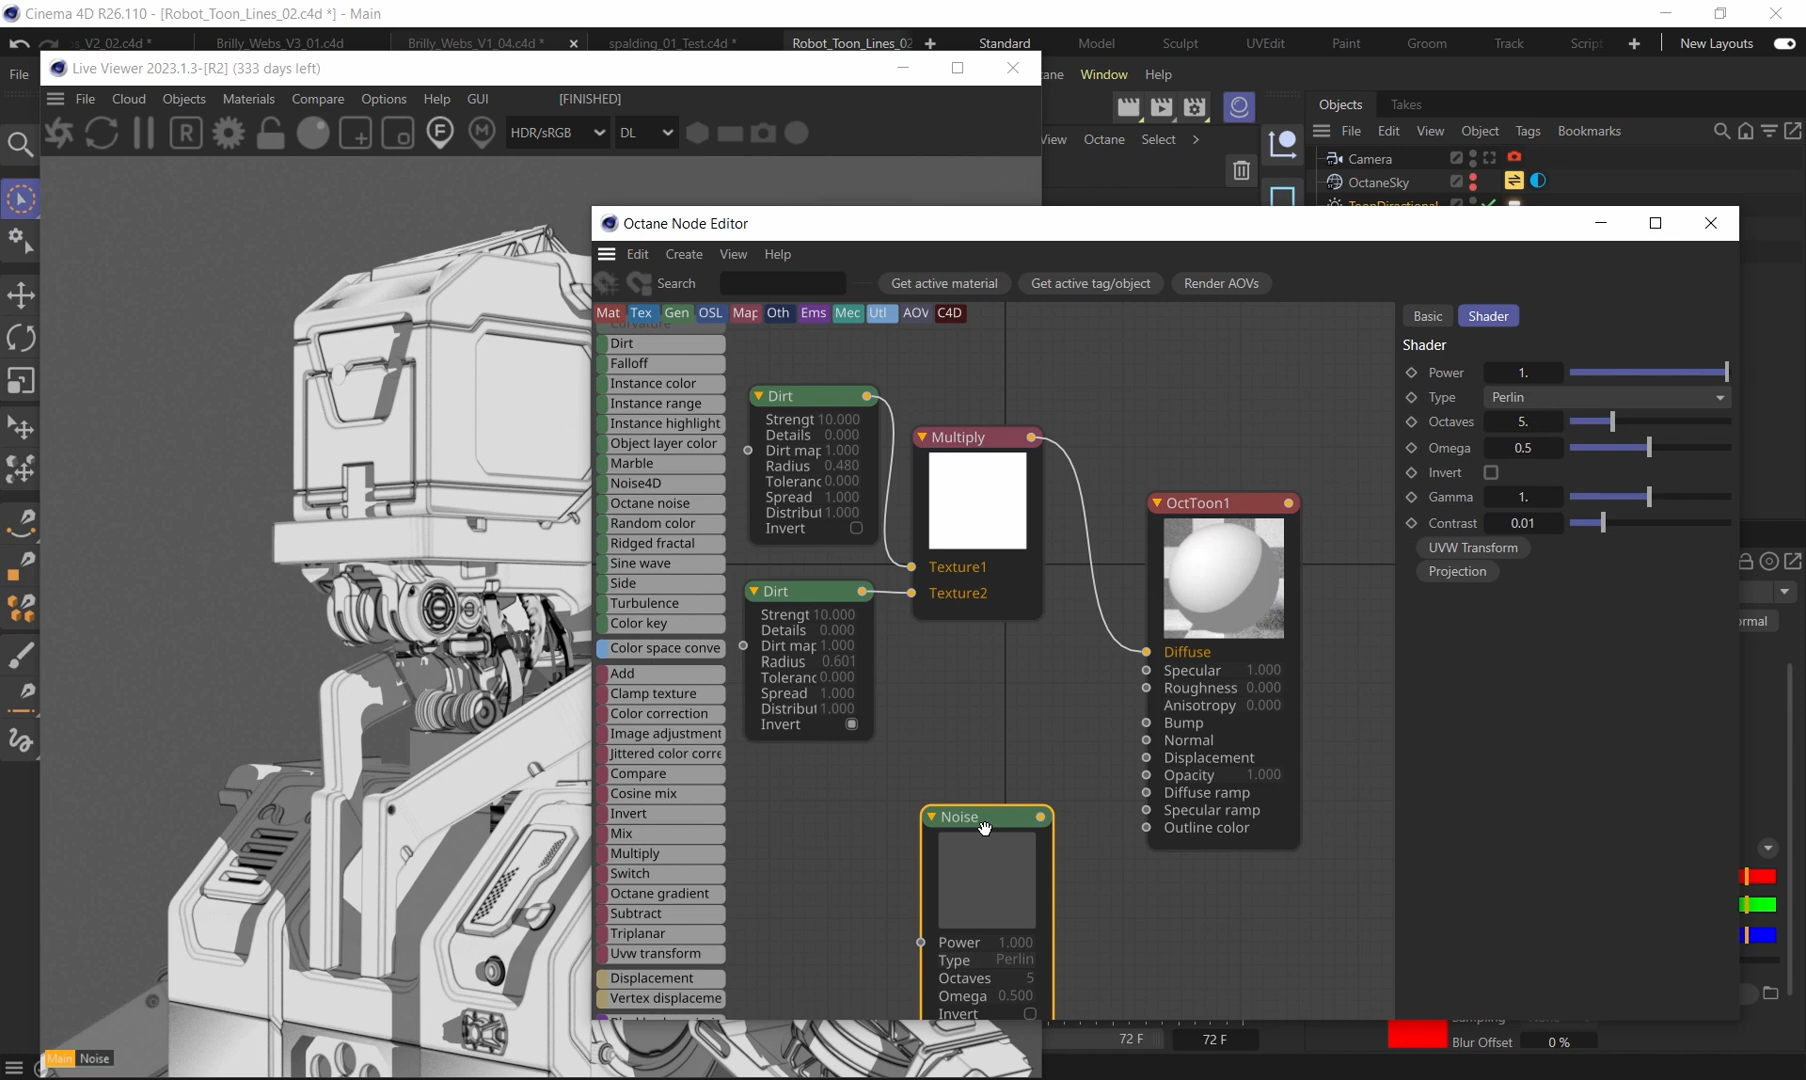 Cinema 4D R26.110 - [Robot_Toon_Lines_02.c4d *] - Main
s_V2_02.c4d *
Brilly_Webs_V3_01.c4d
Brilly_Webs_V1_04.c4d *
spalding_01_Test.c4d *
Robot_Toon_Lines_02
Standard
Model
Sculpt
UVEdit
Paint
Groom
Track
Script
New Layouts
File
Live Viewer 2023.1.3-[R2] (333 days left)
Window
Help
File
Cloud
Objects
Materials
Compare
Options
Help
GUI
[FINISHED]
HDR/sRGB
DL
View
Octane
Select
Objects
Takes
File
Edit
View
Object
Tags
Bookmarks
Camera
OctaneSky
ToonDirectional
Octane Node Editor
Edit
Create
View
Help
Search
Get active material
Get active tag/object
Render AOVs
Mat
Tex
Gen
OSL
Map
Oth
Ems
Mec
Utl
AOV
C4D
Curvature
Dirt
Falloff
Instance color
Instance range
Instance highlight
Object layer color
Marble
Noise4D
Octane noise
Random color
Ridged fractal
Sine wave
Side
Turbulence
Color key
Color space conve
Add
Clamp texture
Color correction
Image adjustment
Jittered color corre
Compare
Cosine mix
Invert
Mix
Multiply
Switch
Octane gradient
Subtract
Triplanar
Uvw transform
Displacement
Vertex displaceme
Dirt
Strengt 10.000
Details 0.000
Dirt map 1.000
Radius 0.480
Toleranc 0.000
Spread 1.000
Distribut 1.000
Invert
Dirt
Strengt 10.000
Details 0.000
Dirt map 1.000
Radius 0.601
Toleranc 0.000
Spread 1.000
Distribut 1.000
Invert
Multiply
Texture1
Texture2
Noise
Power 1.000
Type Perlin
Octaves 5
Omega 0.500
Invert
OctToon1
Diffuse
Specular 1.000
Roughness 0.000
Anisotropy 0.000
Bump
Normal
Displacement
Opacity 1.000
Diffuse ramp
Specular ramp
Outline color
Basic
Shader
Shader
Power 1.
Type Perlin
Octaves 5.
Omega 0.5
Invert
Gamma 1.
Contrast 0.01
UVW Transform
Projection
Main
Noise
72 F
72 F
Blur Offset 0 %